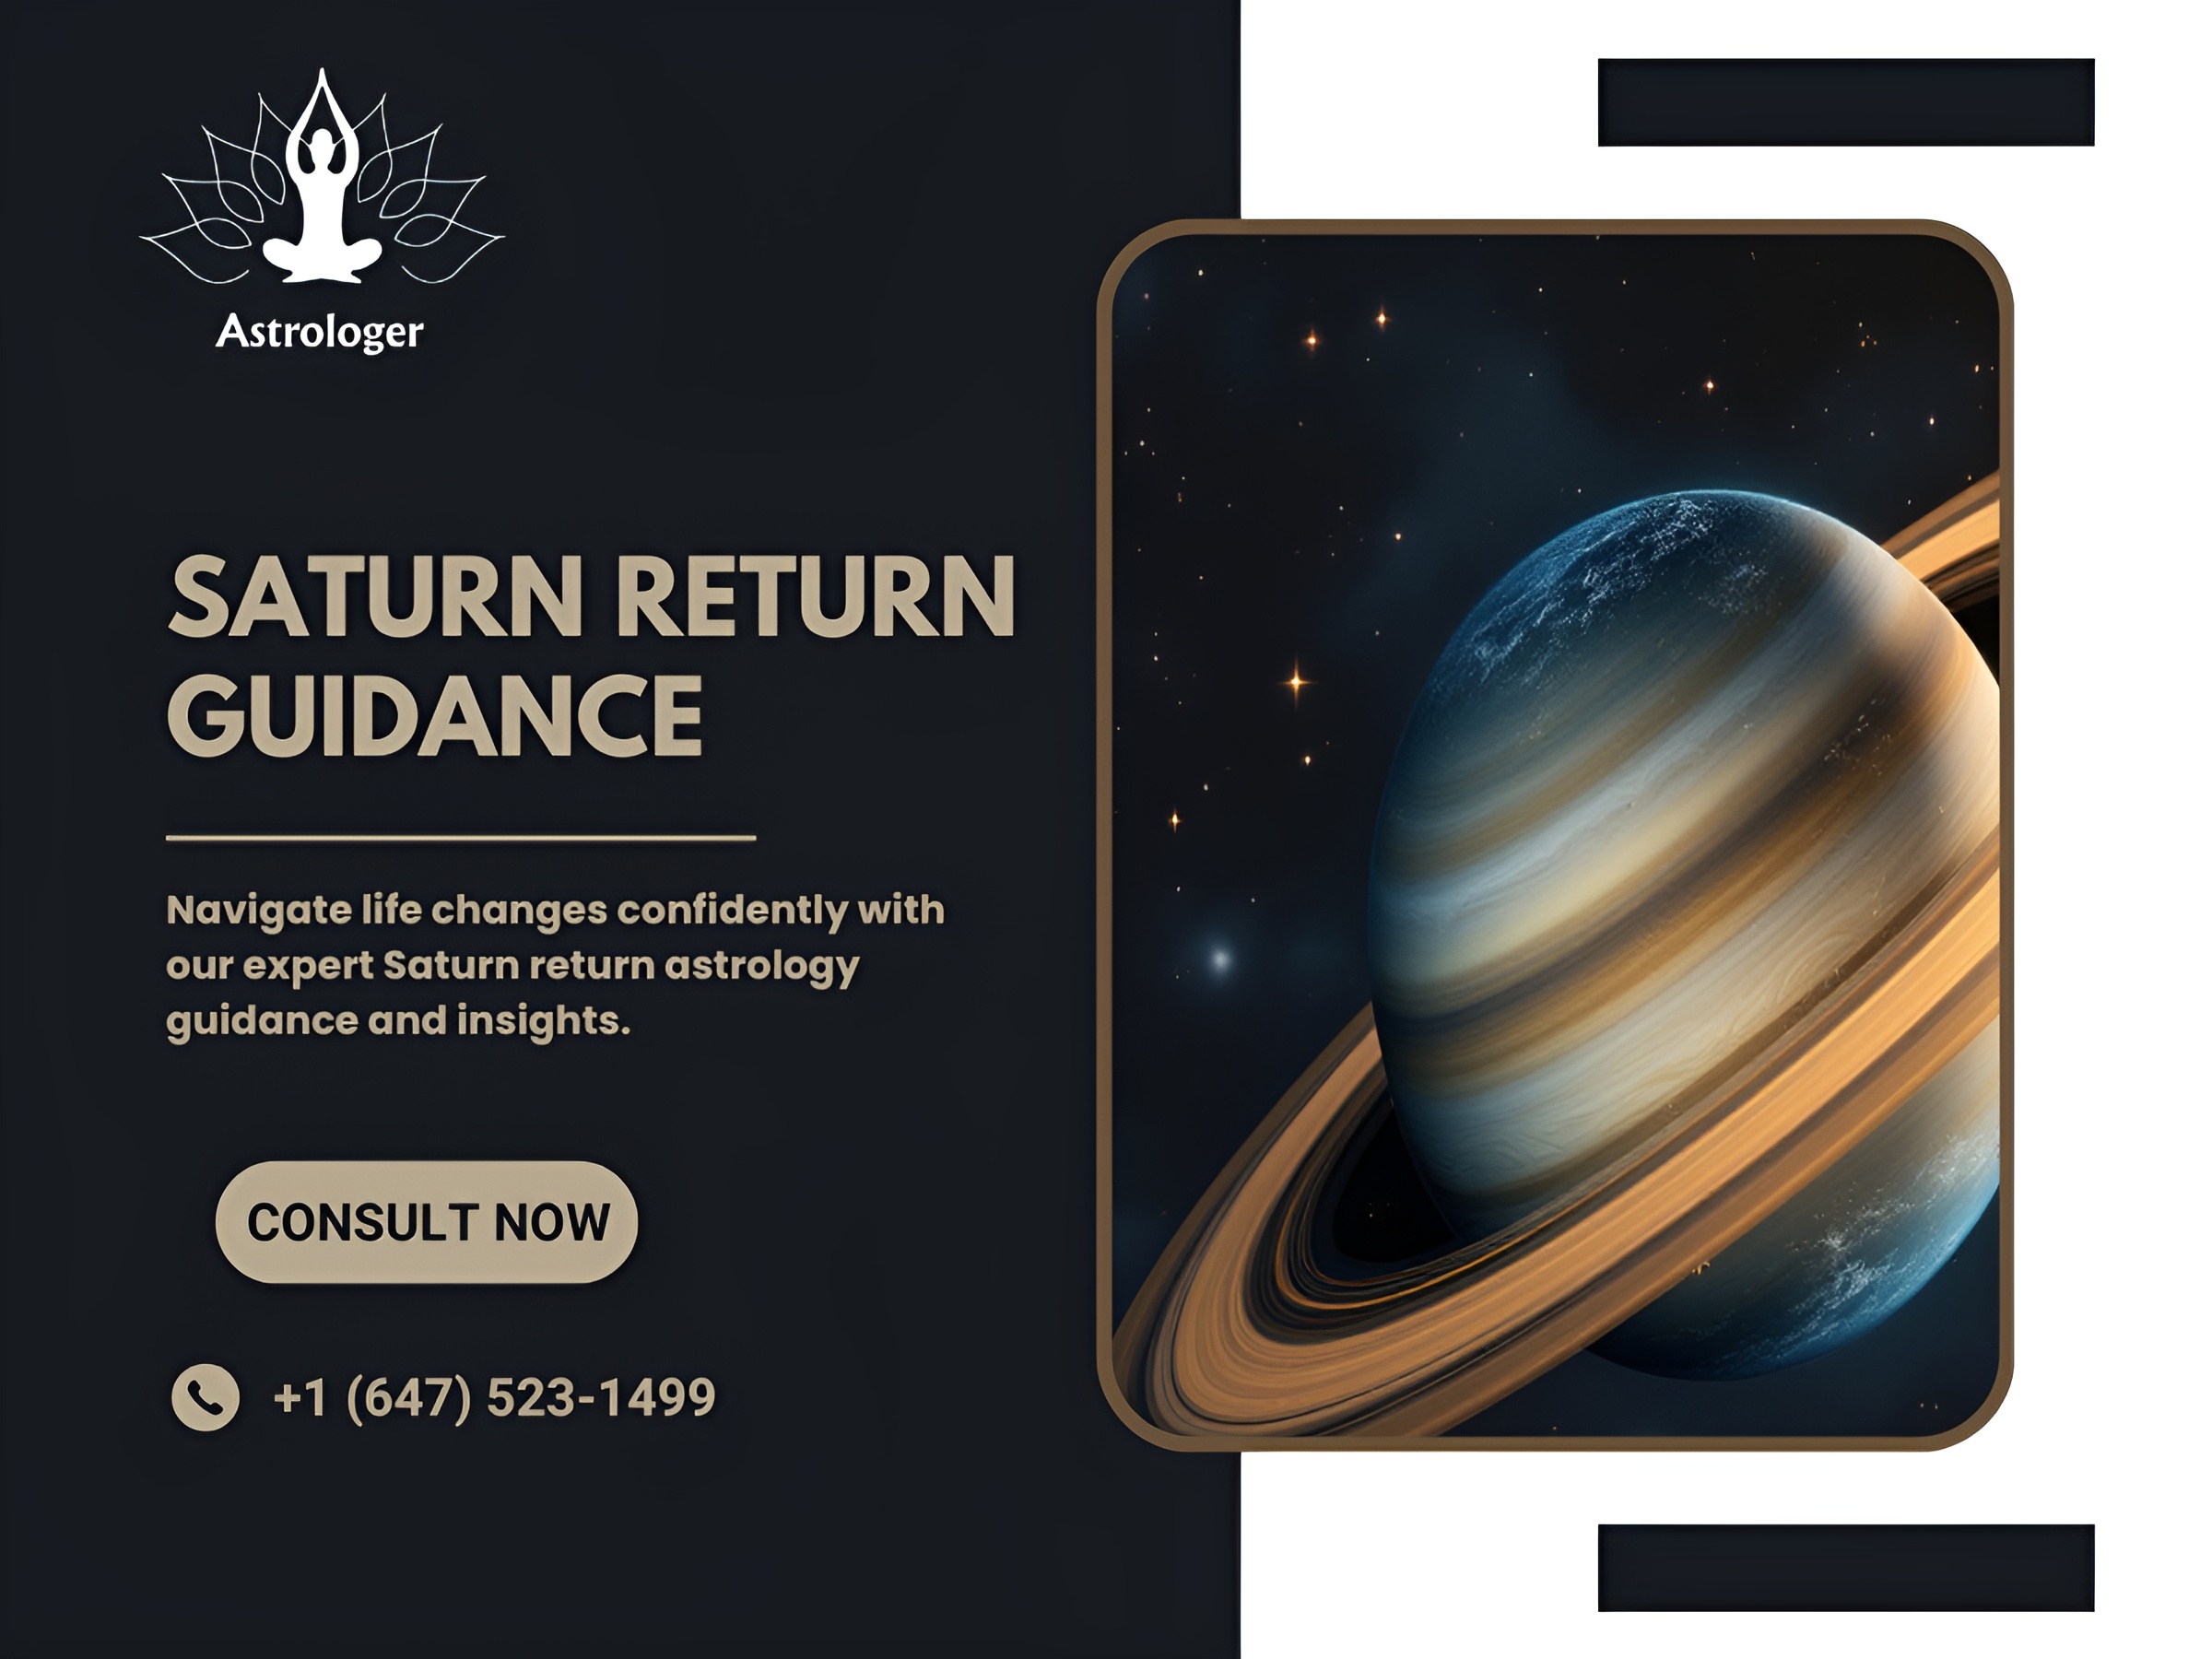 Astrologer
SATURN RETURN
GUIDANCE
Navigate life changes confidently with
our expert Saturn return astrology
guidance and insights.
CONSULT NOW
+1 (647) 523-1499